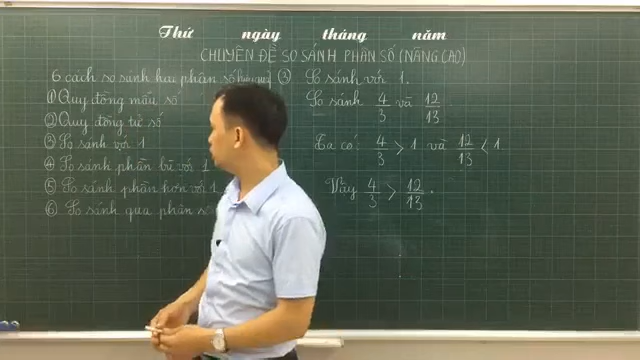 Thứ ngày tháng năm
CHUYÊN ĐỀ SO SÁNH PHÂN SỐ (NÂNG CAO)
6 cách so sánh hai phân số
① Quy đồng mẫu số
② Quy đồng tử số
③ So sánh với 1
④ So sánh phần bù với 1
⑤ So sánh phần hơn với 1
⑥ So sánh qua phân s
③ So sánh với 1.
So sánh 4/3 và 12/13
Ta có: 4/3 > 1 và 12/13 < 1
Vậy 4/3 > 12/13.